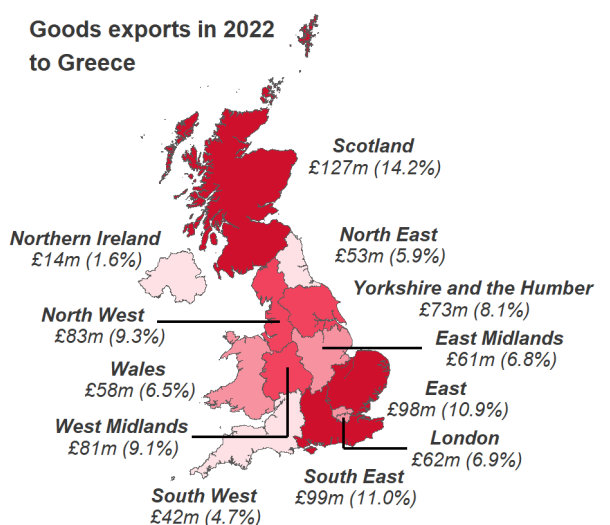 Goods exports in 2022
to Greece
Scotland
£127m (14.2%)
Northern Ireland
£14m (1.6%)
North East
£53m (5.9%)
Yorkshire and the Humber
£73m (8.1%)
North West
£83m (9.3%)
East Midlands
£61m (6.8%)
Wales
£58m (6.5%)
East
£98m (10.9%)
West Midlands
£81m (9.1%)
London
£62m (6.9%)
South East
£99m (11.0%)
South West
£42m (4.7%)